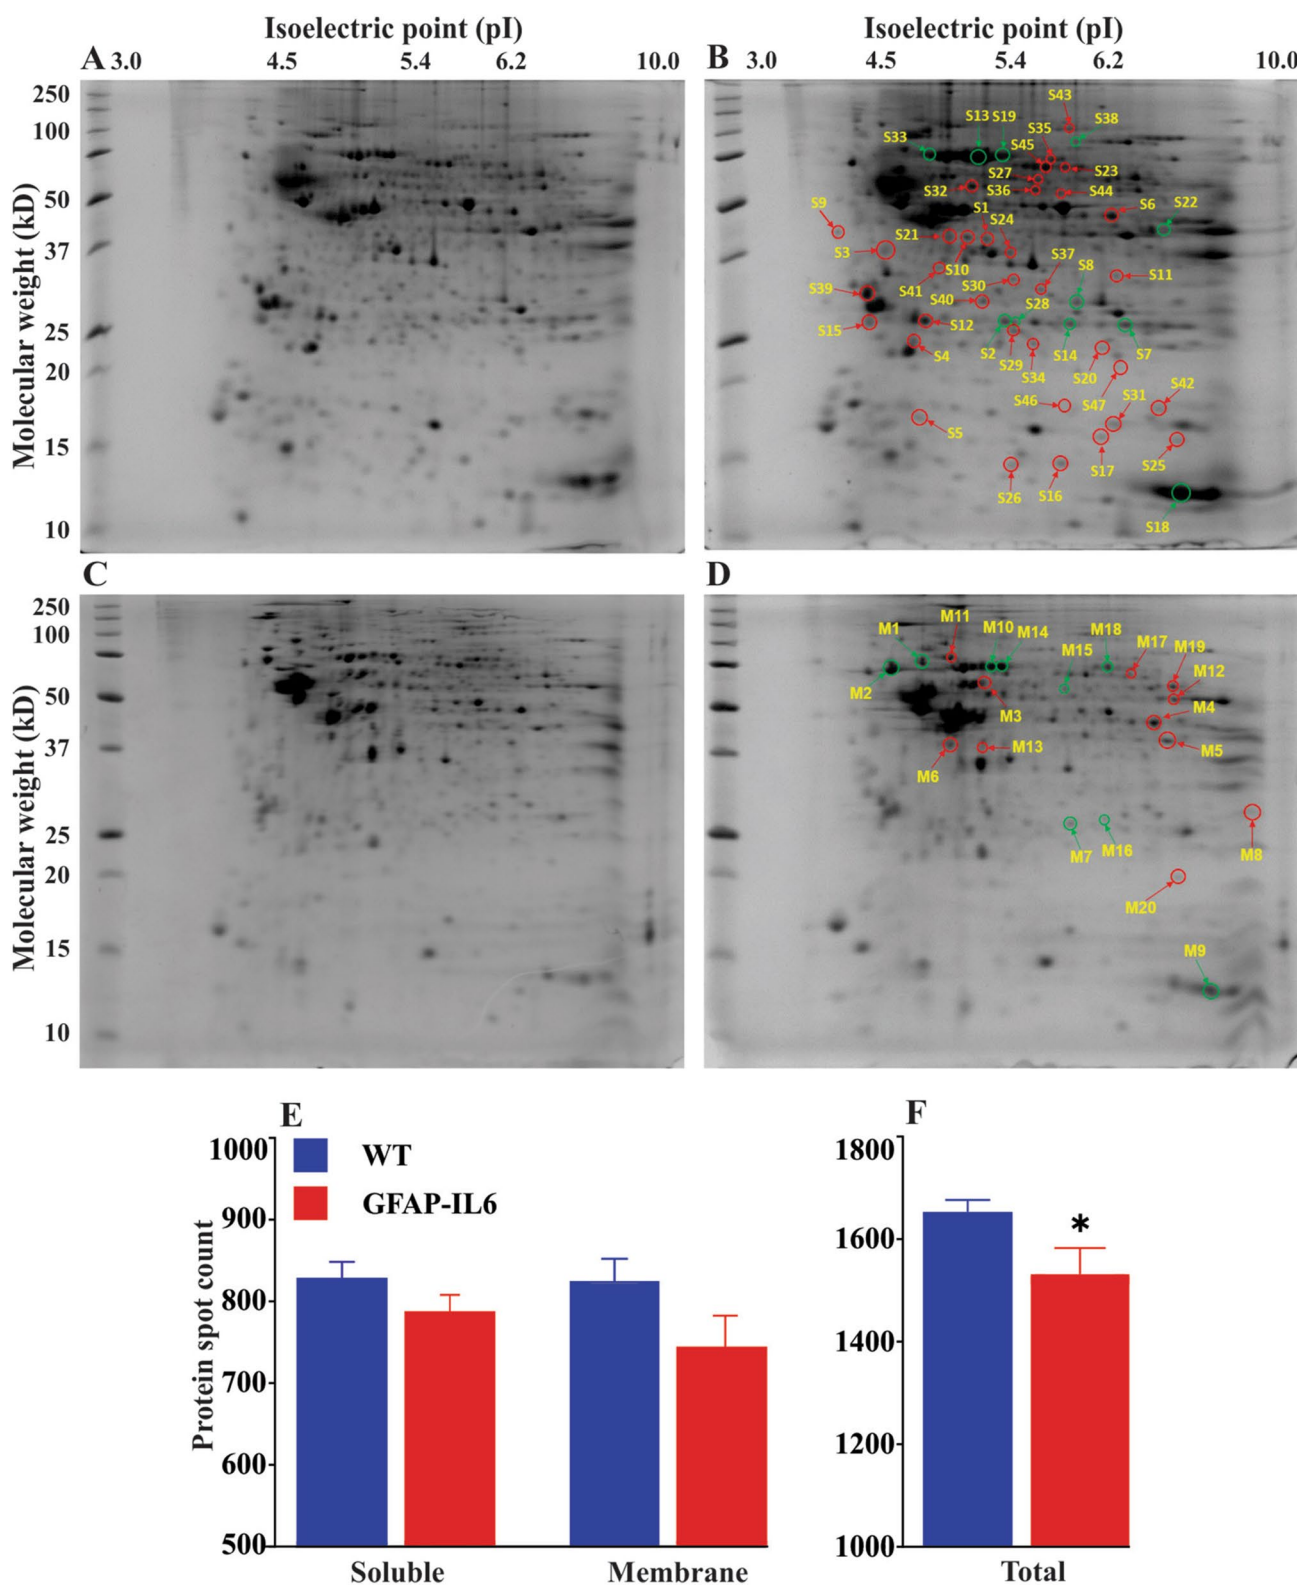 Isoelectric point (pI)
Isoelectric point (pI)
A 3.0 4.5 5.4 6.2 10.0
B 3.0 4.5 5.4 6.2 10.0
Molecular weight (kD)
250
100
50
37
25
20
15
10
S43
S13 S19 S35 S38
S33
S45
S23
S27
S32 S36 S44
S1
S6 S22
S9
S24
S21
S3
S10 S37 S8
S11
S30
S39 S41
S40 S28
S15 S12
S2 S14 S7
S4
S29
S34 S20
S42
S46 S47 S31
S5
S17 S25
S26 S16
S18
C
D
Molecular weight (kD)
250
100
50
37
25
20
15
10
M11
M1 M10 M14 M18 M17
M15 M19
M12
M2
M3 M4
M13 M5
M6
M7 M16 M8
M20
M9
E
Protein spot count
1000
900
800
700
600
500
WT
GFAP-IL6
Soluble Membrane
F
1800
1600
1400
1200
1000
*
Total